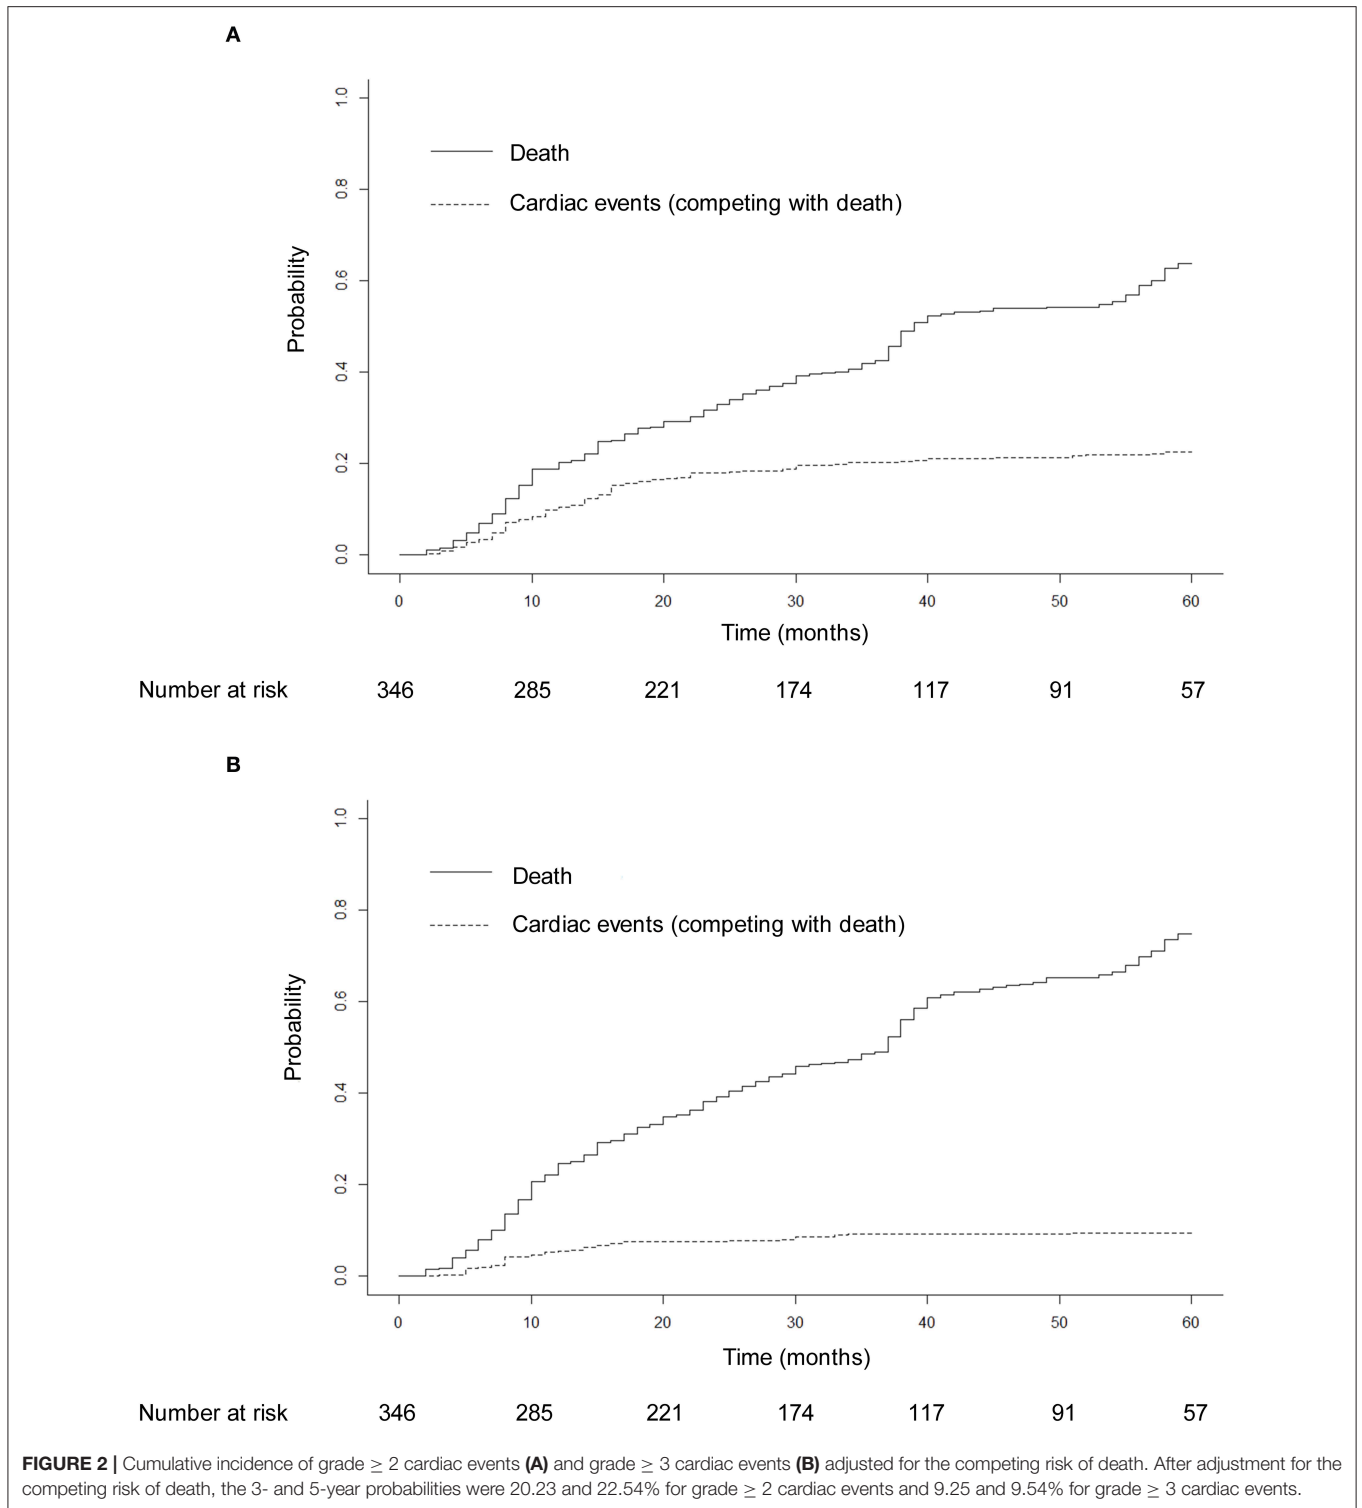 A
1.0
0.8
0.6
0.4
0.2
0.0
Probability
Death
Cardiac events (competing with death)
0 10 20 30 40 50 60
Time (months)
Number at risk 346 285 221 174 117 91 57
B
1.0
0.8
0.6
0.4
0.2
0.0
Probability
Death
Cardiac events (competing with death)
0 10 20 30 40 50 60
Time (months)
Number at risk 346 285 221 174 117 91 57
FIGURE 2 | Cumulative incidence of grade ≥ 2 cardiac events (A) and grade ≥ 3 cardiac events (B) adjusted for the competing risk of death. After adjustment for the
competing risk of death, the 3- and 5-year probabilities were 20.23 and 22.54% for grade ≥ 2 cardiac events and 9.25 and 9.54% for grade ≥ 3 cardiac events.